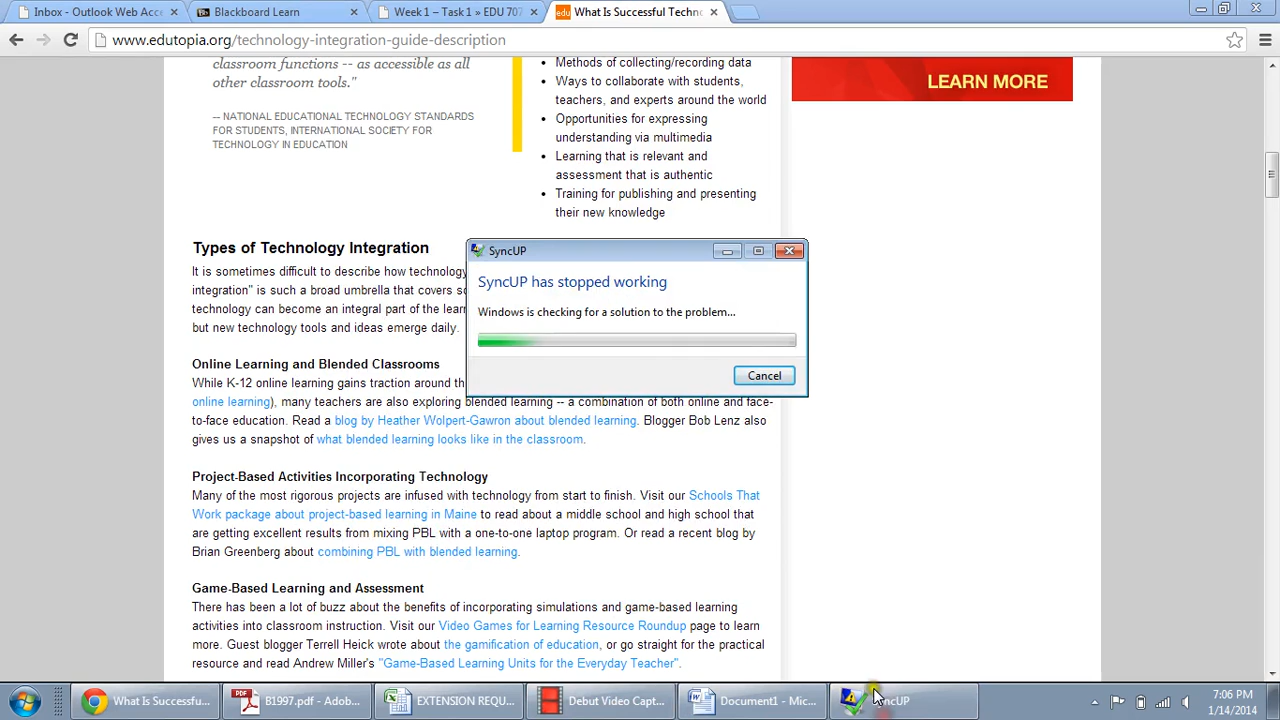 Inbox - Outlook Web Acce
Blackboard Learn
Week 1 – Task 1 » EDU 707
What Is Successful Techno
www.edutopia.org/technology-integration-guide-description
classroom functions -- as accessible as all
other classroom tools."
-- NATIONAL EDUCATIONAL TECHNOLOGY STANDARDS
FOR STUDENTS, INTERNATIONAL SOCIETY FOR
TECHNOLOGY IN EDUCATION
Methods of collecting/recording data
Ways to collaborate with students,
teachers, and experts around the world
Opportunities for expressing
understanding via multimedia
Learning that is relevant and
assessment that is authentic
Training for publishing and presenting
their new knowledge
LEARN MORE
Types of Technology Integration
It is sometimes difficult to describe how technology
integration" is such a broad umbrella that covers so
technology can become an integral part of the learn
but new technology tools and ideas emerge daily.
SyncUP
SyncUP has stopped working
Windows is checking for a solution to the problem...
Cancel
Online Learning and Blended Classrooms
While K-12 online learning gains traction around th
online learning), many teachers are also exploring blended learning -- a combination of both online and face-
to-face education. Read a blog by Heather Wolpert-Gawron about blended learning. Blogger Bob Lenz also
gives us a snapshot of what blended learning looks like in the classroom.
Project-Based Activities Incorporating Technology
Many of the most rigorous projects are infused with technology from start to finish. Visit our Schools That
Work package about project-based learning in Maine to read about a middle school and high school that
are getting excellent results from mixing PBL with a one-to-one laptop program. Or read a recent blog by
Brian Greenberg about combining PBL with blended learning.
Game-Based Learning and Assessment
There has been a lot of buzz about the benefits of incorporating simulations and game-based learning
activities into classroom instruction. Visit our Video Games for Learning Resource Roundup page to learn
more. Guest blogger Terrell Heick wrote about the gamification of education, or go straight for the practical
resource and read Andrew Miller's "Game-Based Learning Units for the Everyday Teacher".
What Is Successfu...
B1997.pdf - Adob...
EXTENSION REQU...
Debut Video Capt...
Document1 - Mic...
ncUP
7:06 PM
1/14/2014